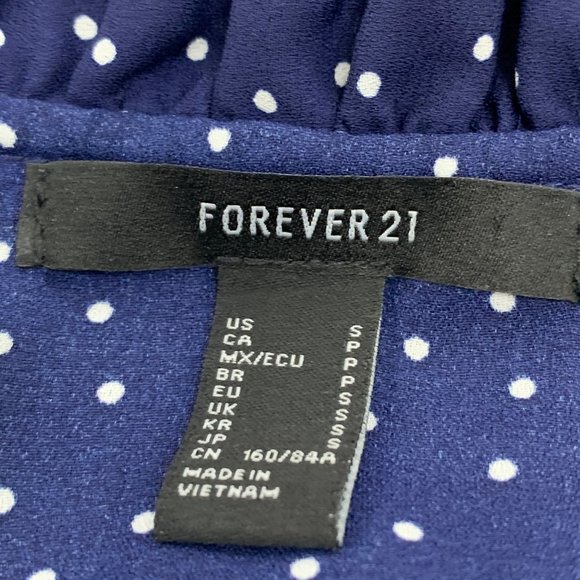 FOREVER 21
US S
CA P
MX/ECU P
BR P
EU S
UK S
KR S
JP S
CN 160/84A
MADE IN
VIETNAM